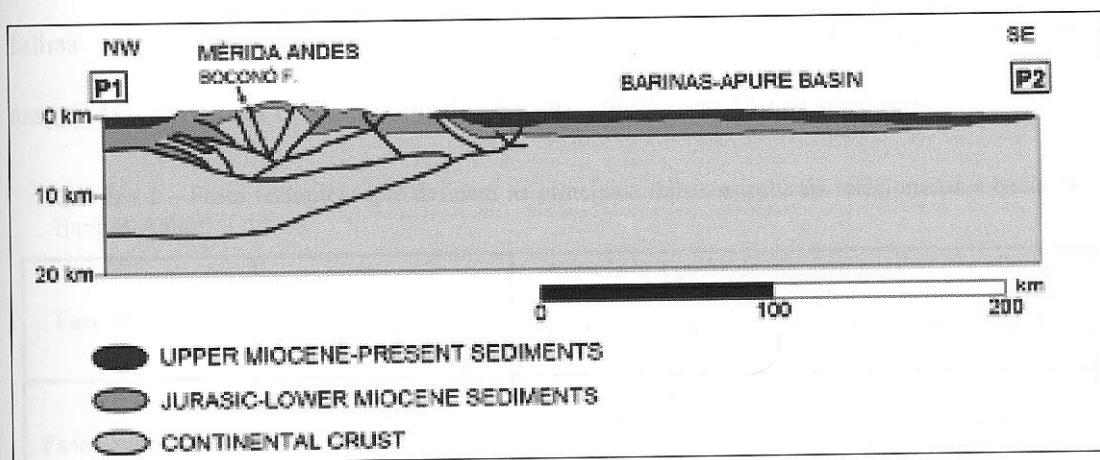 falhas
NW
SE
MÉRIDA ANDES
BOCONÓ F.
P1
BARINAS-APURE BASIN
P2
0 km
10 km
20 km
km
0 100 200
UPPER MIOCENE-PRESENT SEDIMENTS
JURASIC-LOWER MIOCENE SEDIMENTS
CONTINENTAL CRUST